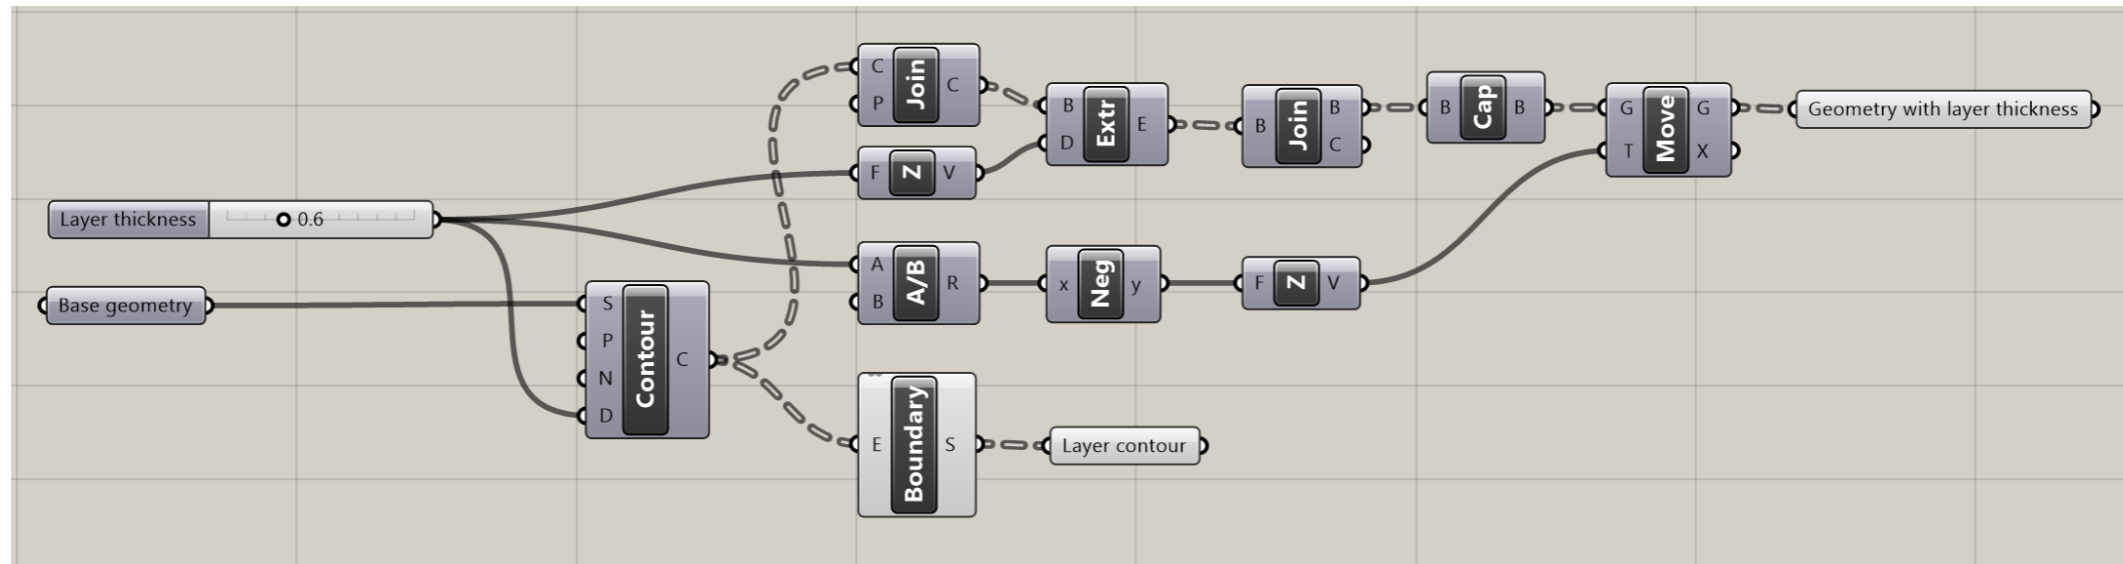 C
P
Join
C
B
D
Extr
E
B
Join
B
C
B
Cap
B
G
T
Move
G
X
Geometry with layer thickness
F
Z
V
Layer thickness
0.6
A
B
A/B
R
x
Neg
y
F
Z
V
Base geometry
S
P
N
D
Contour
C
E
Boundary
S
Layer contour